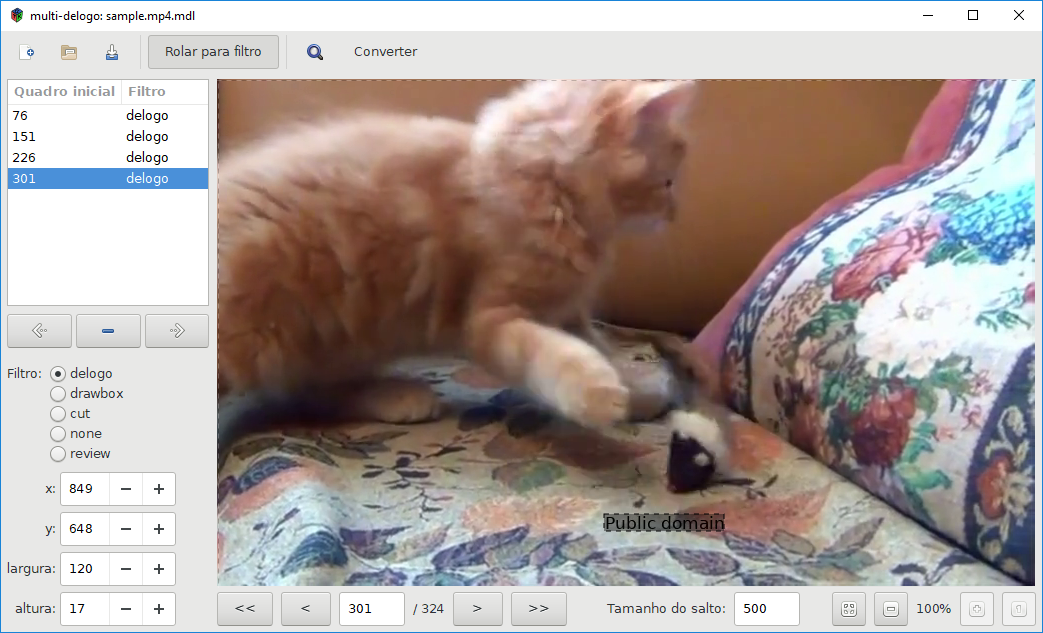 multi-delogo: sample.mp4.mdl
Rolar para filtro Converter
Quadro inicial Filtro
76 delogo
151 delogo
226 delogo
301 delogo
Filtro: delogo
drawbox
cut
none
review
x: 849
y: 648
largura: 120
altura: 17
Public domain
<< < 301 / 324 > >> Tamanho do salto: 500 100%